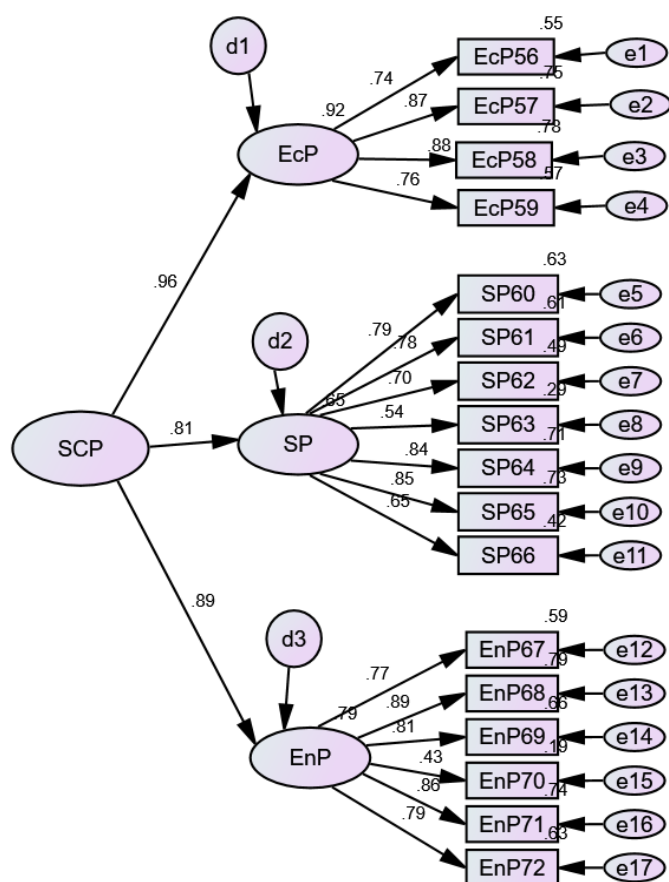 .55
d1
EcP56
e1
.74
.75
.92
.87
EcP57
e2
.78
EcP
.88
EcP58
e3
.57
.76
EcP59
e4
.96
.63
SP60
e5
.61
d2
.79
.78
SP61
e6
.49
.70
SP62
e7
.29
.65
.54
SP63
e8
.71
SCP
.81
SP
.84
SP64
e9
.73
.85
SP65
e10
.42
.65
SP66
e11
.89
.59
d3
EnP67
e12
.77
.79
.79
.89
EnP68
e13
.66
.81
EnP69
e14
.19
EnP
.43
EnP70
e15
.74
.86
EnP71
e16
.63
.79
EnP72
e17